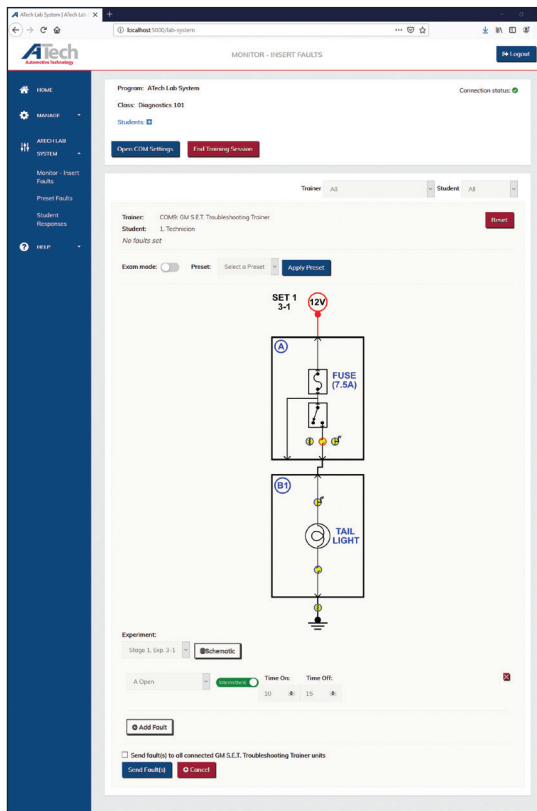 ATech Lab System | ATech Lab
localhost:5000/lab-system
ATech
Automotive Technology
MONITOR - INSERT FAULTS
Logout
HOME
MANAGE
ATECH LAB
SYSTEM
Monitor - Insert
Faults
Preset Faults
Student
Responses
HELP
Program: ATech Lab System
Connection status:
Class: Diagnostics 101
Students:
Open COM Settings
End Training Session
Trainer All Student All
Trainer: COM9: GM S.E.T. Troubleshooting Trainer
Reset
Student: 1. Technician
No faults set
Exam mode: Preset: Select a Preset Apply Preset
SET 1
3-1
12V
A
FUSE
(7.5A)
B1
TAIL
LIGHT
Experiment:
Stage 1, Exp. 3-1 Schematic
Time On: Time Off:
A Open Intermittent
10 15
Add Fault
Send fault(s) to all connected GM S.E.T. Troubleshooting Trainer units
Send Fault(s) Cancel